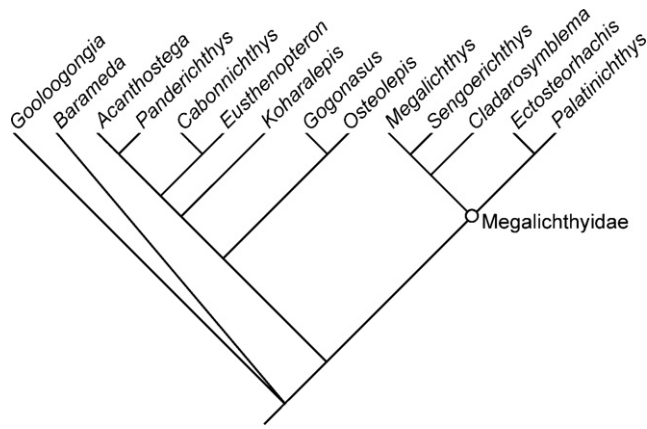 Gooloogongia
Barameda
Acanthostega
Panderichthys
Cabonnichthys
Eusthenopteron
Koharalepis
Gogonasus
Osteolepis
Megalichthys
Sengoerichthys
Cladarosymblema
Ectosteorhachis
Palatinichthys
Megalichthyidae